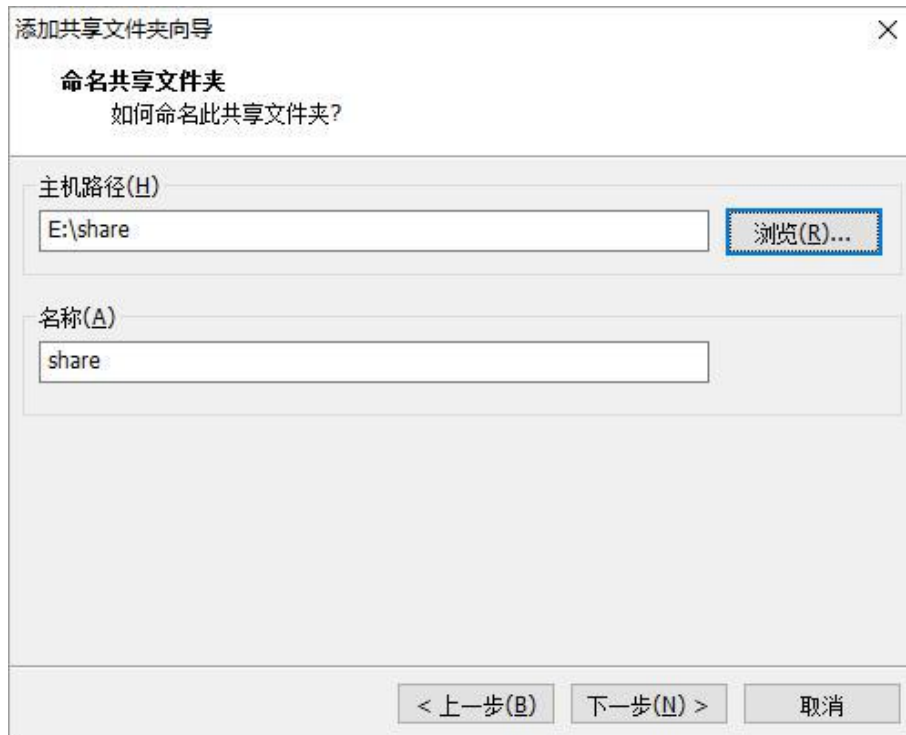 添加共享文件夹向导
命名共享文件夹
如何命名此共享文件夹?
主机路径(H)
E:\share
浏览(R)...
名称(A)
share
< 上一步(B)
下一步(N) >
取消